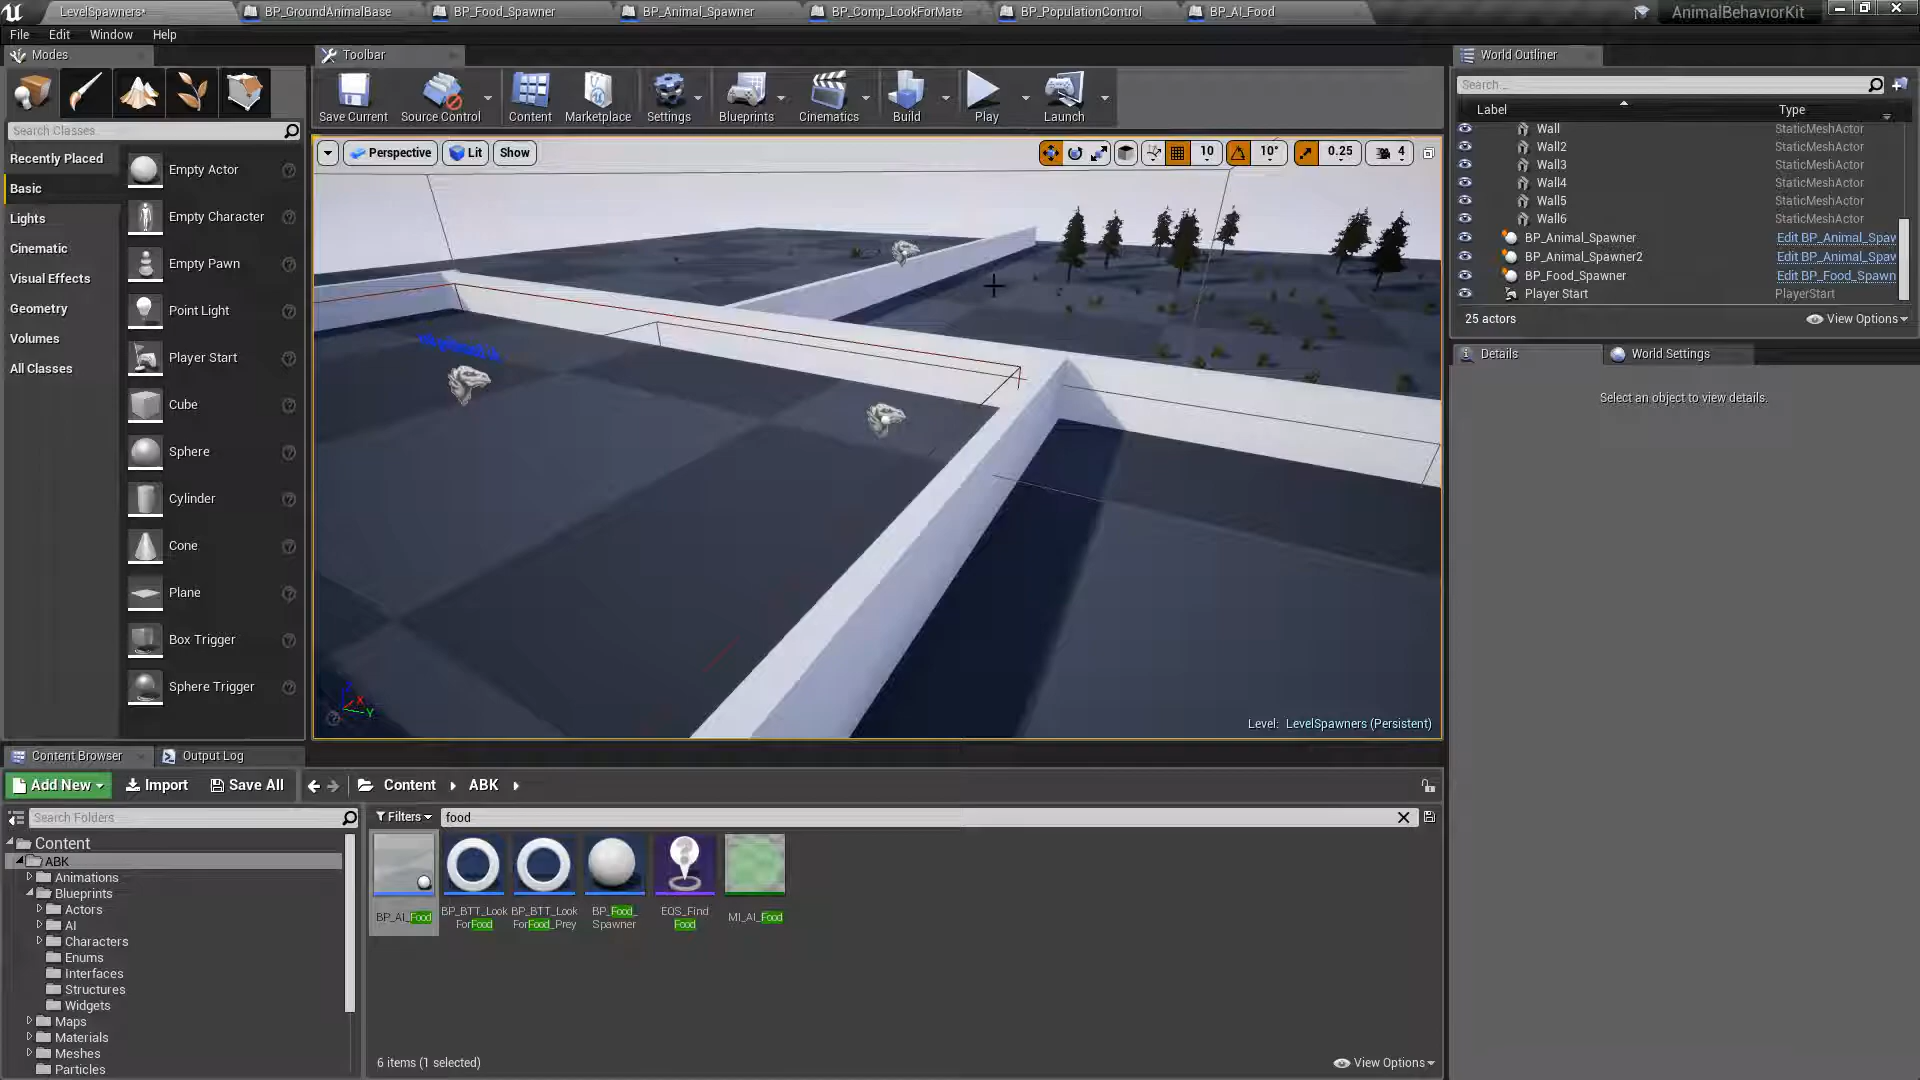 LevelSpawners*
BP_GroundAnimalBase
BP_Food_Spawner
BP_Animal_Spawner
BP_Comp_LookForMate
BP_PopulationControl
BP_AI_Food
AnimalBehaviorKit
File
Edit
Window
Help
Modes
Toolbar
World Outliner
Save Current
Source Control
Content
Marketplace
Settings
Blueprints
Cinematics
Build
Play
Launch
Search...
Label
Type
Search Classes
Recently Placed
Basic
Lights
Cinematic
Visual Effects
Geometry
Volumes
All Classes
Empty Actor
Empty Character
Empty Pawn
Point Light
Player Start
Cube
Sphere
Cylinder
Cone
Plane
Box Trigger
Sphere Trigger
Perspective
Lit
Show
10
10°
0.25
4
X
Y
Level: LevelSpawners (Persistent)
Wall StaticMeshActor
Wall2 StaticMeshActor
Wall3 StaticMeshActor
Wall4 StaticMeshActor
Wall5 StaticMeshActor
Wall6 StaticMeshActor
BP_Animal_Spawner Edit BP_Animal_Spaw
BP_Animal_Spawner2 Edit BP_Animal_Spaw
BP_Food_Spawner Edit BP_Food_Spawn
Player Start PlayerStart
25 actors
View Options
Details
World Settings
Select an object to view details.
Content Browser
Output Log
Add New
Import
Save All
Content
ABK
Search Folders
Filters
food
Content
ABK
Animations
Blueprints
Actors
AI
Characters
Enums
Interfaces
Structures
Widgets
Maps
Materials
Meshes
Particles
BP_AI_Food
BP_BTT_Look
ForFood
BP_BTT_Look
ForFood_Prey
BP_Food_
Spawner
EQS_Find
Food
MI_AI_Food
6 items (1 selected)
View Options